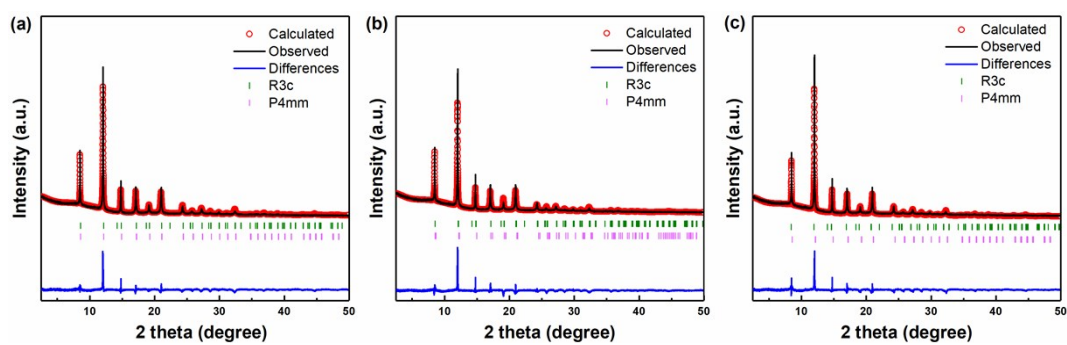 (a)
Calculated
Observed
Differences
R3c
P4mm
Intensity (a.u.)
10 20 30 40 50
2 theta (degree)
(b)
Calculated
Observed
Differences
R3c
P4mm
Intensity (a.u.)
10 20 30 40 50
2 theta (degree)
(c)
Calculated
Observed
Differences
R3c
P4mm
Intensity (a.u.)
10 20 30 40 50
2 theta (degree)